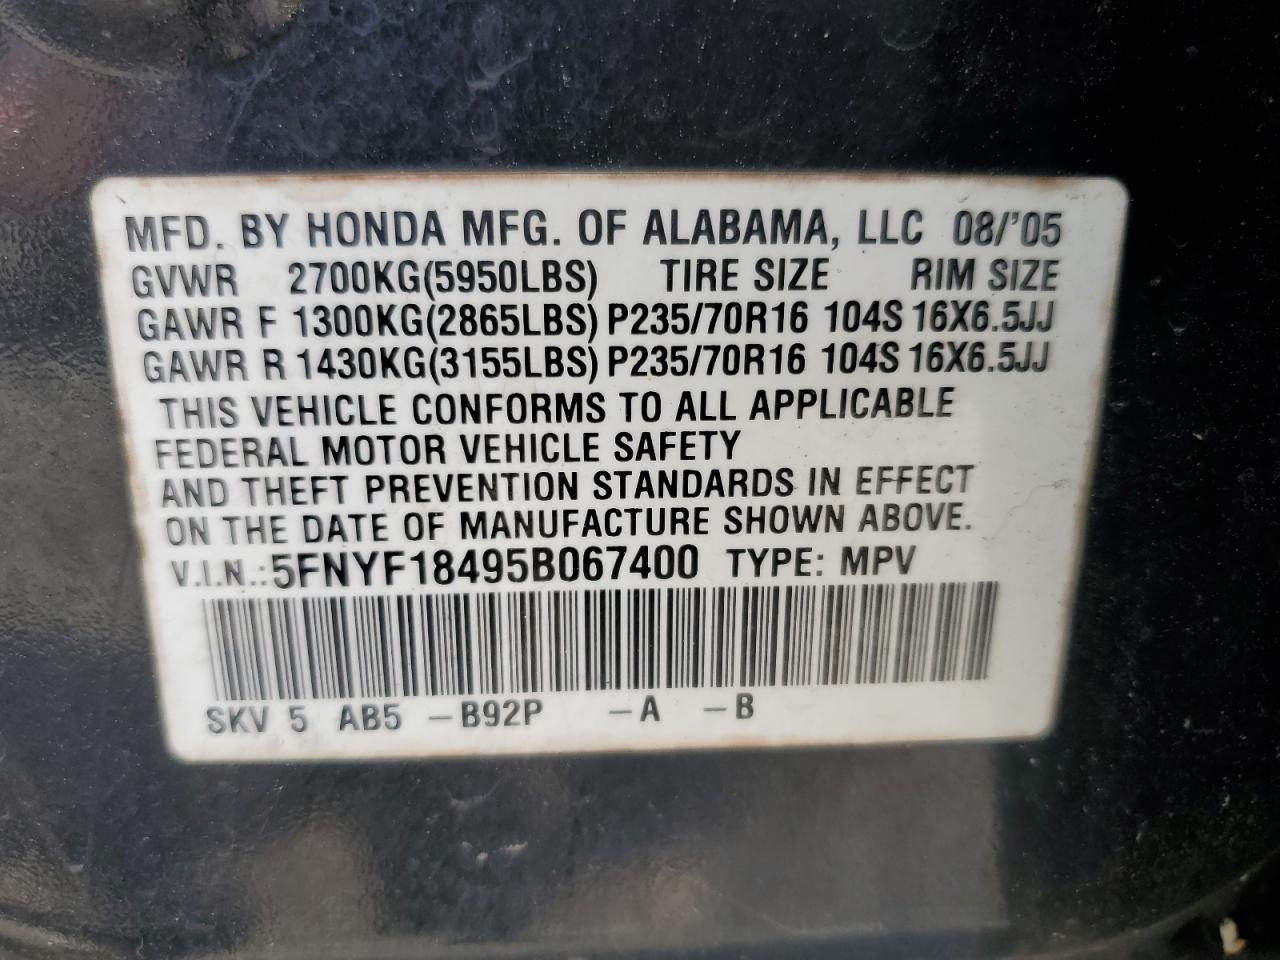 MFD. BY HONDA MFG. OF ALABAMA, LLC 08/'05
GVWR 2700KG(5950LBS) TIRE SIZE RIM SIZE
GAWR F 1300KG(2865LBS) P235/70R16 104S 16X6.5JJ
GAWR R 1430KG(3155LBS) P235/70R16 104S 16X6.5JJ
THIS VEHICLE CONFORMS TO ALL APPLICABLE
FEDERAL MOTOR VEHICLE SAFETY
AND THEFT PREVENTION STANDARDS IN EFFECT
ON THE DATE OF MANUFACTURE SHOWN ABOVE.
V.I.N.:5FNYF18495B067400 TYPE: MPV
SKV 5 AB5 –B92P –A –B